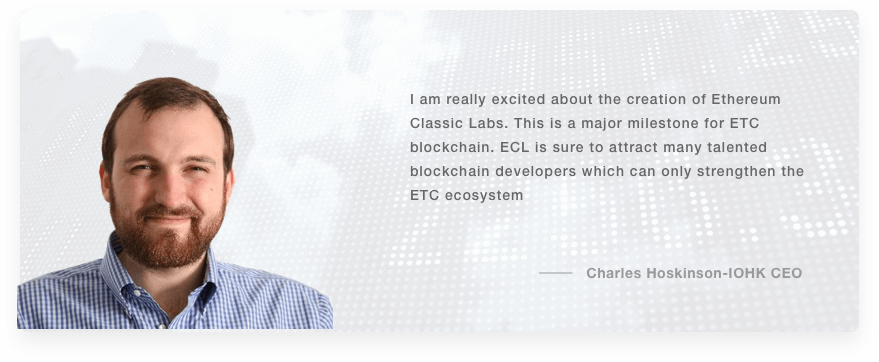 I am really excited about the creation of Ethereum
Classic Labs. This is a major milestone for ETC
blockchain. ECL is sure to attract many talented
blockchain developers which can only strengthen the
ETC ecosystem
Charles Hoskinson-IOHK CEO